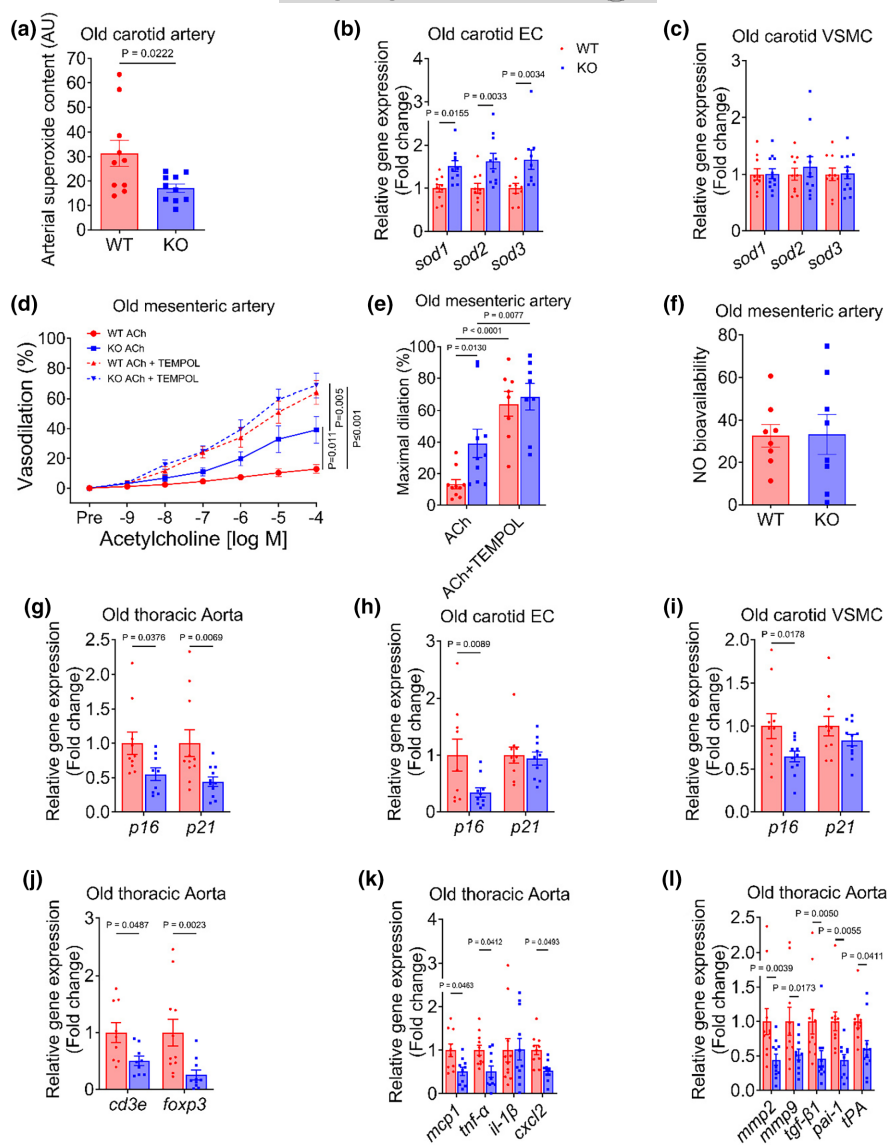 (a)
Old carotid artery
P = 0.0222
Arterial superoxide content (AU)
80
70
60
50
40
30
20
10
0
WT
KO
(b)
Old carotid EC
WT
KO
P = 0.0155
P = 0.0033
P = 0.0034
Relative gene expression
(Fold change)
4
3
2
1
0
sod1
sod2
sod3
(c)
Old carotid VSMC
Relative gene expression
(Fold change)
3
2
1
0
sod1
sod2
sod3
(d)
Old mesenteric artery
WT ACh
KO ACh
WT ACh + TEMPOL
KO ACh + TEMPOL
Vasodilation (%)
100
80
60
40
20
0
Pre
-9
-8
-7
-6
-5
-4
Acetylcholine [log M]
P=0.011
P=0.005
P≤0.001
(e)
Old mesenteric artery
P = 0.0077
P < 0.0001
P = 0.0130
Maximal dilation (%)
100
80
60
40
20
0
ACh
ACh+TEMPOL
(f)
Old mesenteric artery
NO bioavailability
80
60
40
20
0
WT
KO
(g)
Old thoracic Aorta
P = 0.0376
P = 0.0069
Relative gene expression
(Fold change)
2.5
2.0
1.5
1.0
0.5
0.0
p16
p21
(h)
Old carotid EC
P = 0.0089
Relative gene expression
(Fold change)
3
2
1
0
p16
p21
(i)
Old carotid VSMC
P = 0.0178
Relative gene expression
(Fold change)
2.0
1.5
1.0
0.5
0.0
p16
p21
(j)
Old thoracic Aorta
P = 0.0487
P = 0.0023
Relative gene expression
(Fold change)
3
2
1
0
cd3e
foxp3
(k)
Old thoracic Aorta
P =0.0463
P = 0.0412
P =0.0493
Relative gene expression
(Fold change)
4
3
2
1
0
mcp1
tnf-α
il-1β
cxcl2
(l)
Old thoracic Aorta
P = 0.0039
P = 0.0173
P = 0.0050
P = 0.0055
P =0.0411
Relative gene expression
(Fold change)
2.5
2.0
1.5
1.0
0.5
0.0
mmp2
mmp9
tgf-β1
pai-1
tPA